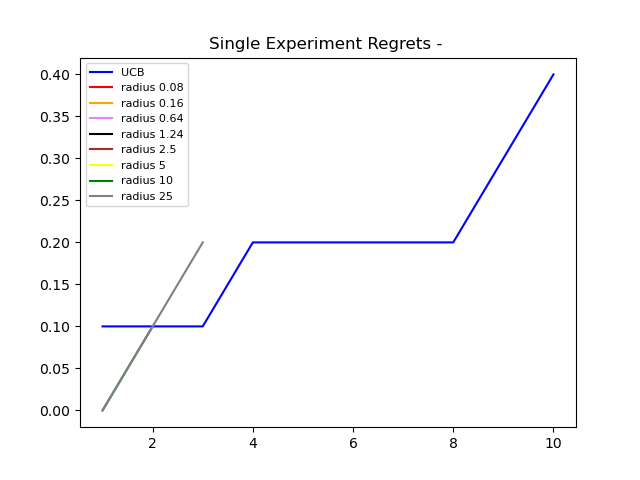 Single Experiment Regrets -
UCB
radius 0.08
radius 0.16
radius 0.64
radius 1.24
radius 2.5
radius 5
radius 10
radius 25
0.40
0.35
0.30
0.25
0.20
0.15
0.10
0.05
0.00
2 4 6 8 10